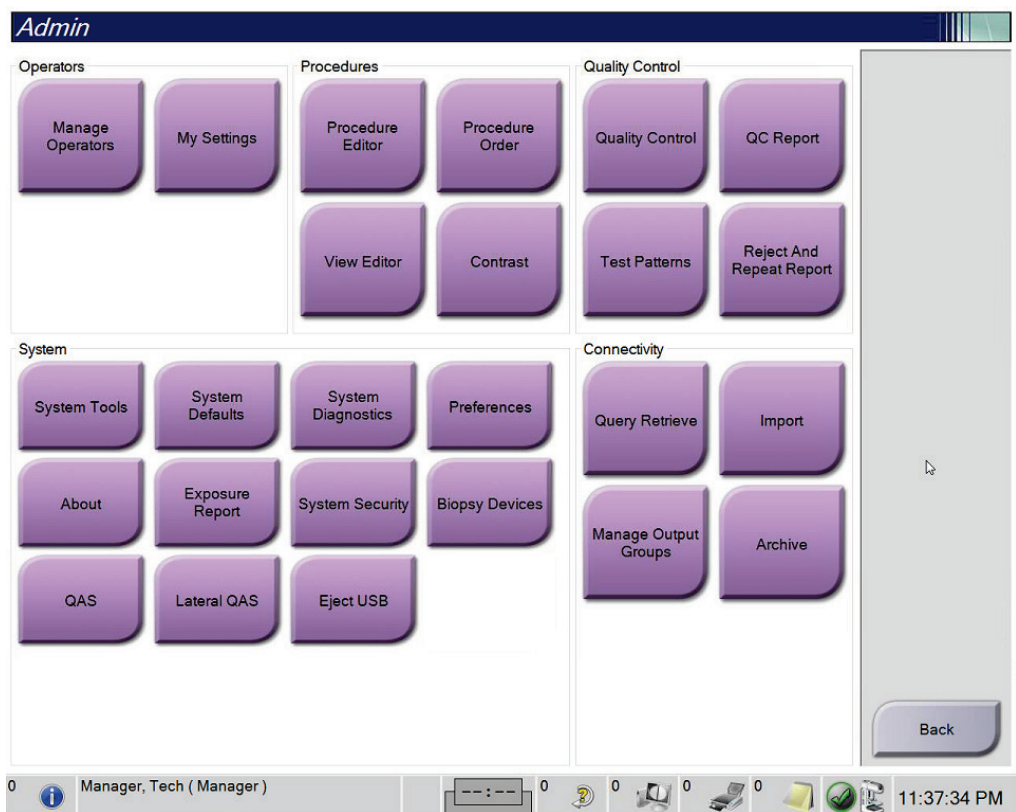 Admin
Operators
Manage
Operators
My Settings
Procedures
Procedure
Editor
Procedure
Order
View Editor
Contrast
Quality Control
Quality Control
QC Report
Test Patterns
Reject And
Repeat Report
System
System Tools
System
Defaults
System
Diagnostics
Preferences
About
Exposure
Report
System Security
Biopsy Devices
QAS
Lateral QAS
Eject USB
Connectivity
Query Retrieve
Import
Manage Output
Groups
Archive
Back
0
Manager, Tech ( Manager )
--:--
0
0
0
0
11:37:34 PM